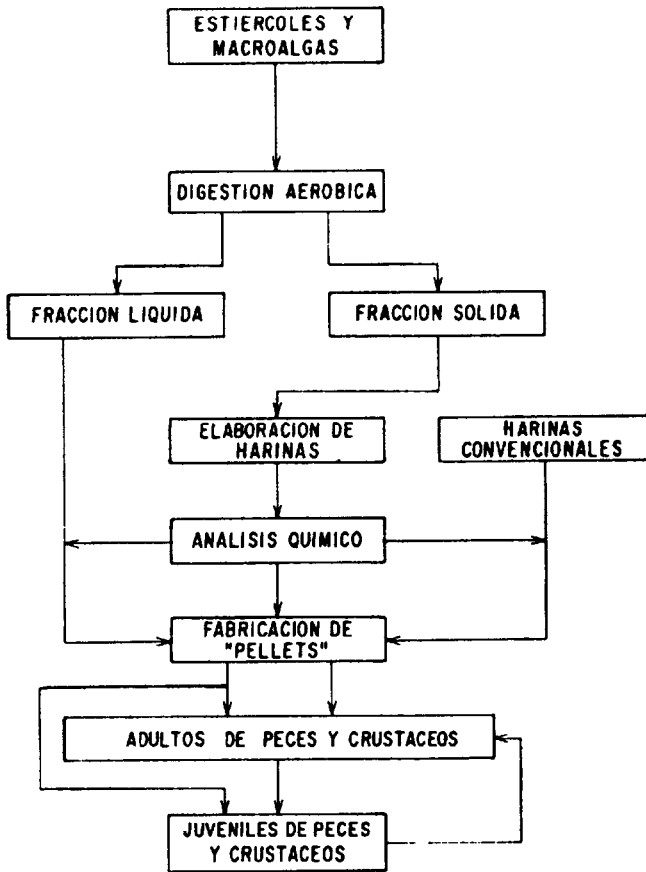 ESTIERCOLES Y
MACROALGAS
DIGESTION AEROBICA
FRACCION LIQUIDA
FRACCION SOLIDA
ELABORACION DE
HARINAS
HARINAS
CONVENCIONALES
ANALISIS QUIMICO
FABRICACION DE
"PELLETS"
ADULTOS DE PECES Y CRUSTACEOS
JUVENILES DE PECES
Y CRUSTACEOS